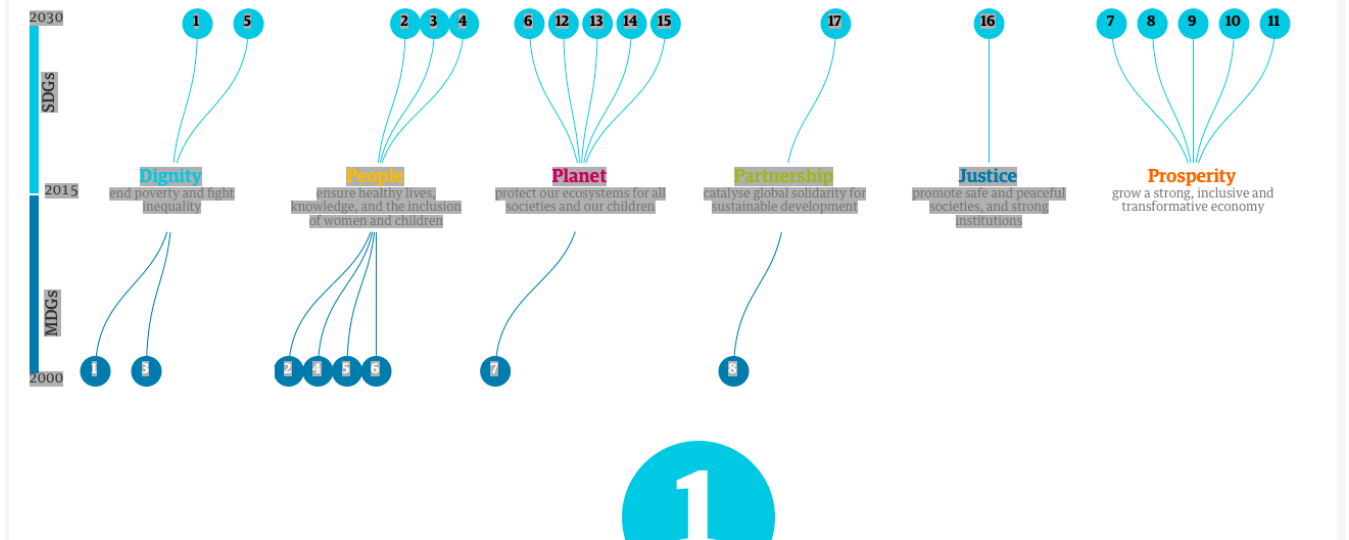 2030
1 5 2 3 4 6 12 13 14 15 17 16 7 8 9 10 11
SDGs
Dignity
end poverty and fight
inequality
People
ensure healthy lives,
knowledge, and the inclusion
of women and children
Planet
protect our ecosystems for all
societies and our children
Partnership
catalyse global solidarity for
sustainable development
Justice
promote safe and peaceful
societies, and strong
institutions
Prosperity
grow a strong, inclusive and
transformative economy
2015
MDGs
1 3 2 4 5 6 7 8
2000
1